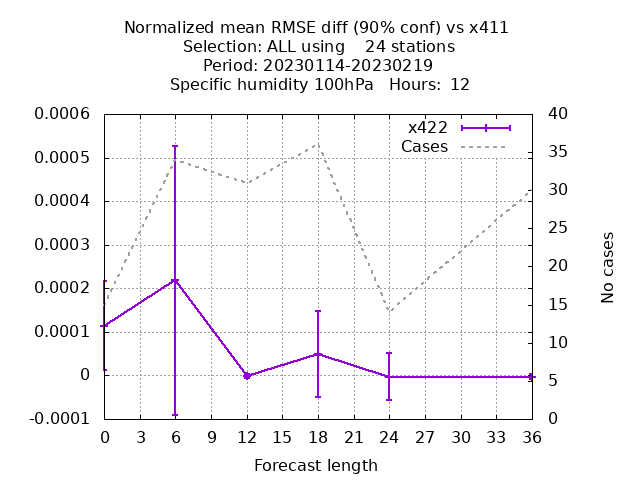 Normalized mean RMSE diff (90% conf) vs x411
Selection: ALL using    24 stations
Period: 20230114-20230219
Specific humidity 100hPa   Hours:  12
x422
Cases
0.0006
0.0005
0.0004
0.0003
0.0002
0.0001
0
-0.0001
40
35
30
25
20
15
10
5
0
No cases
0 3 6 9 12 15 18 21 24 27 30 33 36
Forecast length